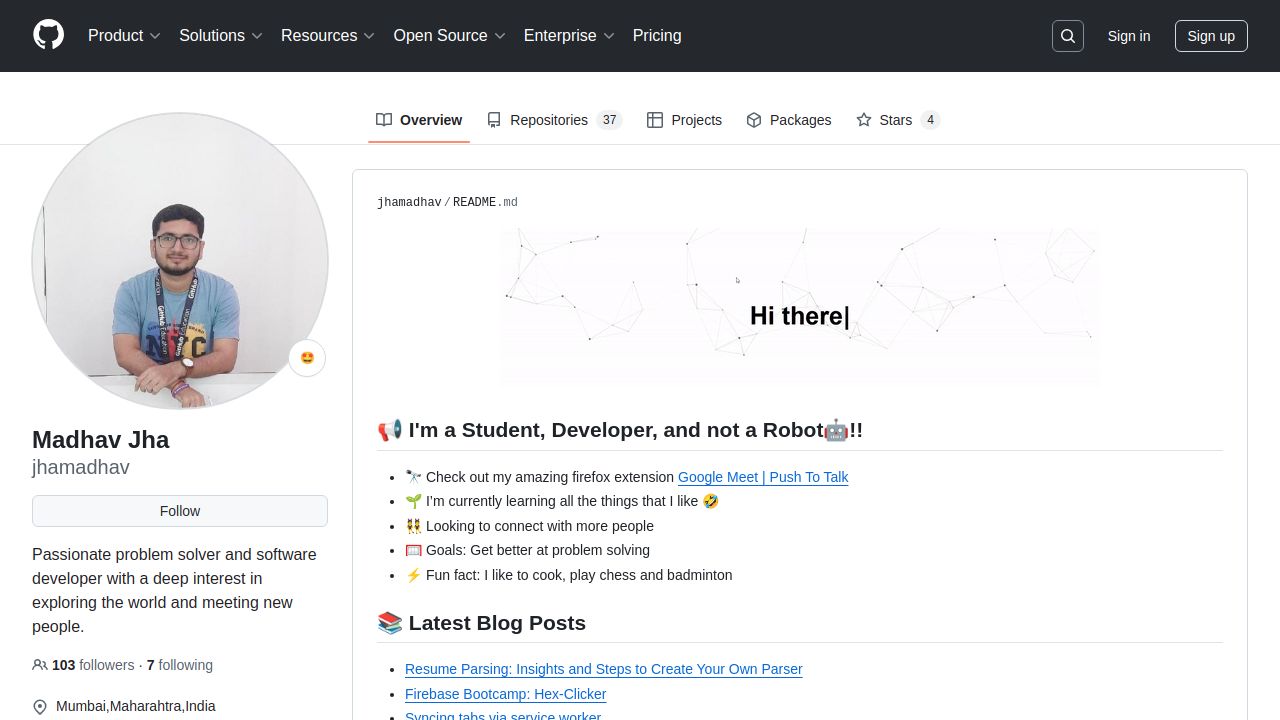 Product Solutions Resources Open Source Enterprise Pricing Sign in Sign up
Overview Repositories 37 Projects Packages Stars 4
jhamadhav/README.md
Hi there|
📢 I'm a Student, Developer, and not a Robot🤖!!
🔭 Check out my amazing firefox extension Google Meet | Push To Talk
🌱 I'm currently learning all the things that I like 🤣
👯 Looking to connect with more people
🥅 Goals: Get better at problem solving
⚡ Fun fact: I like to cook, play chess and badminton
📚 Latest Blog Posts
Resume Parsing: Insights and Steps to Create Your Own Parser
Firebase Bootcamp: Hex-Clicker
Syncing tabs via service worker
🤩
Madhav Jha
jhamadhav
Follow
Passionate problem solver and software
developer with a deep interest in
exploring the world and meeting new
people.
103 followers · 7 following
Mumbai,Maharahtra,India